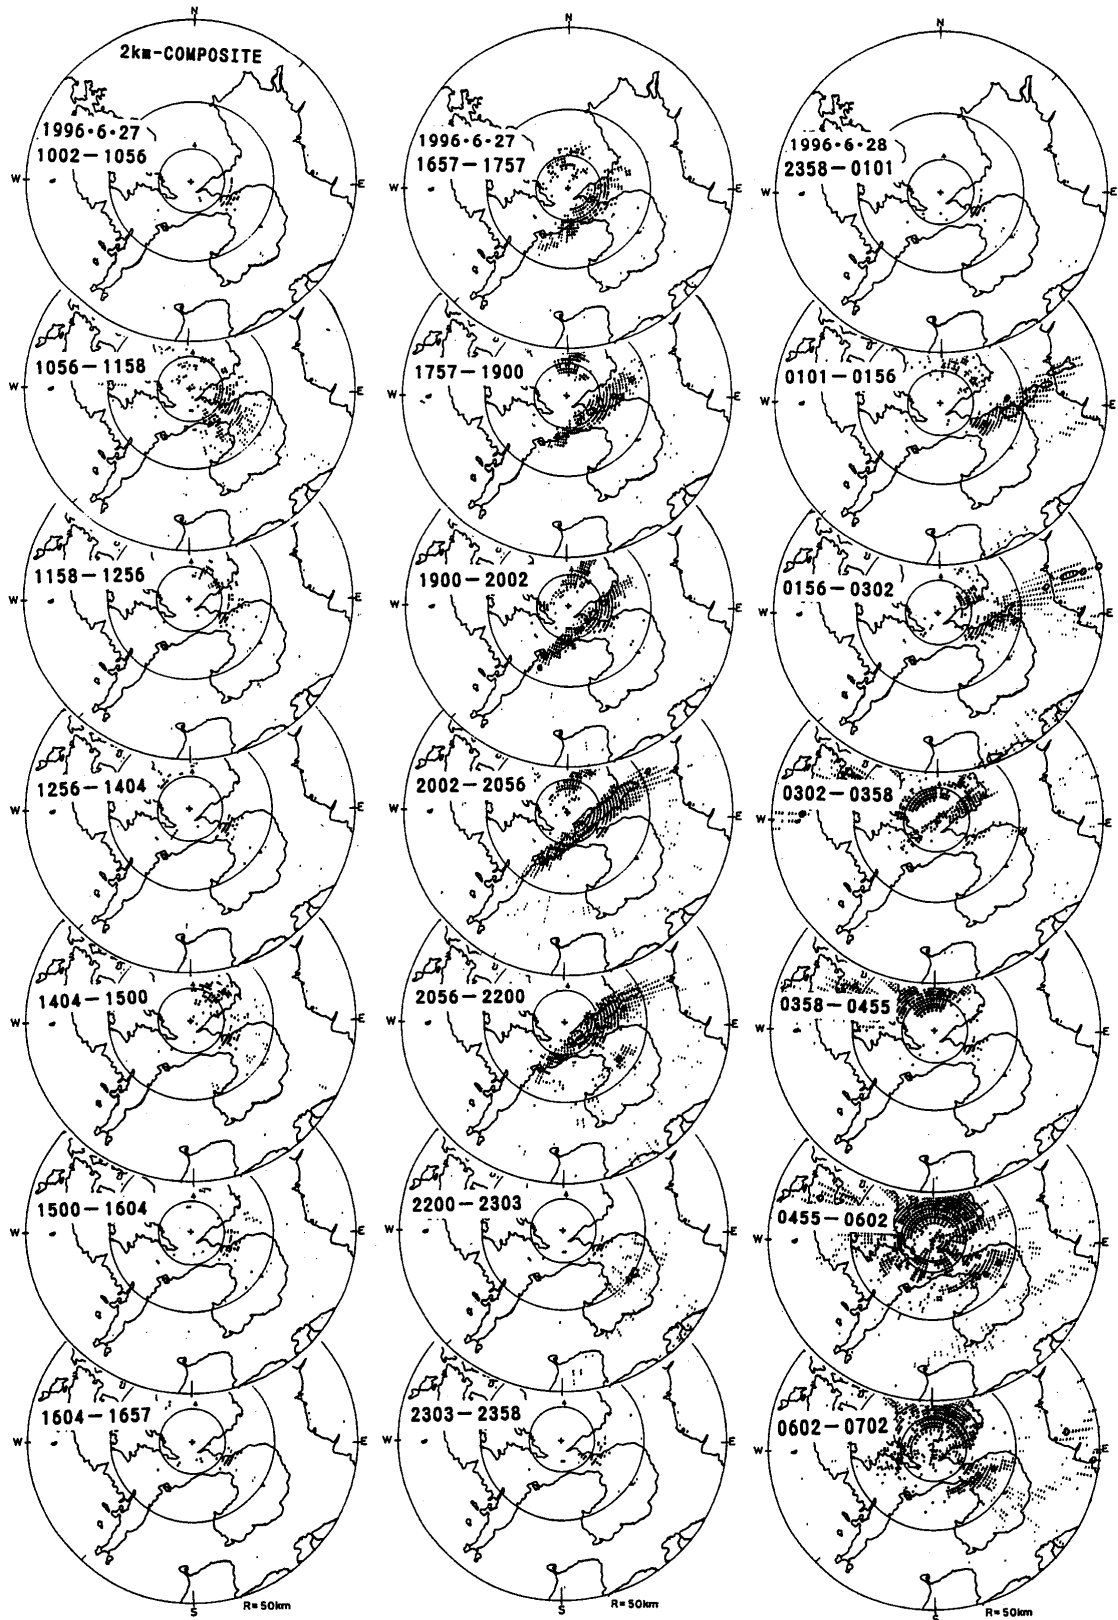 N
2km-COMPOSITE
1996・6・27
1002−1056
W
E
1056−1158
W
E
1158−1256
W
E
1256−1404
W
E
1404−1500
W
E
1500−1604
W
E
1604−1657
W
E
S
R=50km
N
1996・6・27
1657−1757
W
E
1757−1900
W
E
1900−2002
W
E
2002−2056
W
E
2056−2200
W
E
2200−2303
W
E
2303−2358
W
E
S
R=50km
N
1996・6・28
2358−0101
W
E
0101−0156
W
E
0156−0302
W
E
0302−0358
W
E
0358−0455
W
E
0455−0602
W
E
0602−0702
W
E
S
R=50km